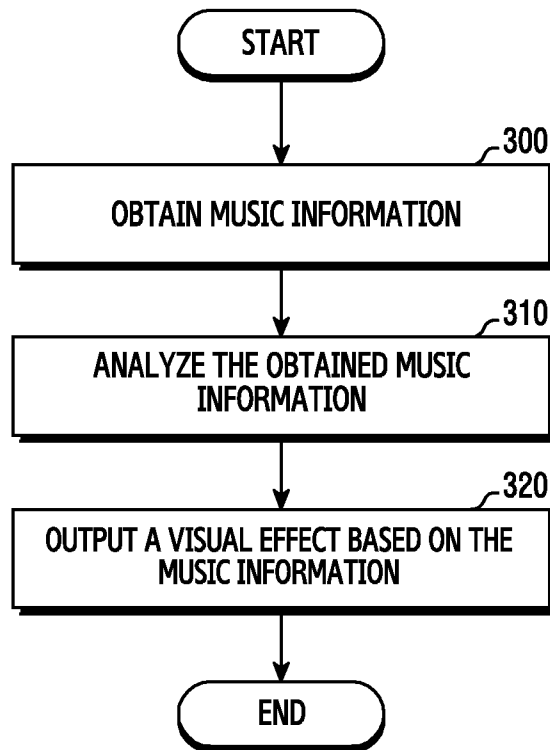 START
300
OBTAIN MUSIC INFORMATION
310
ANALYZE THE OBTAINED MUSIC
INFORMATION
320
OUTPUT A VISUAL EFFECT BASED ON THE
MUSIC INFORMATION
END